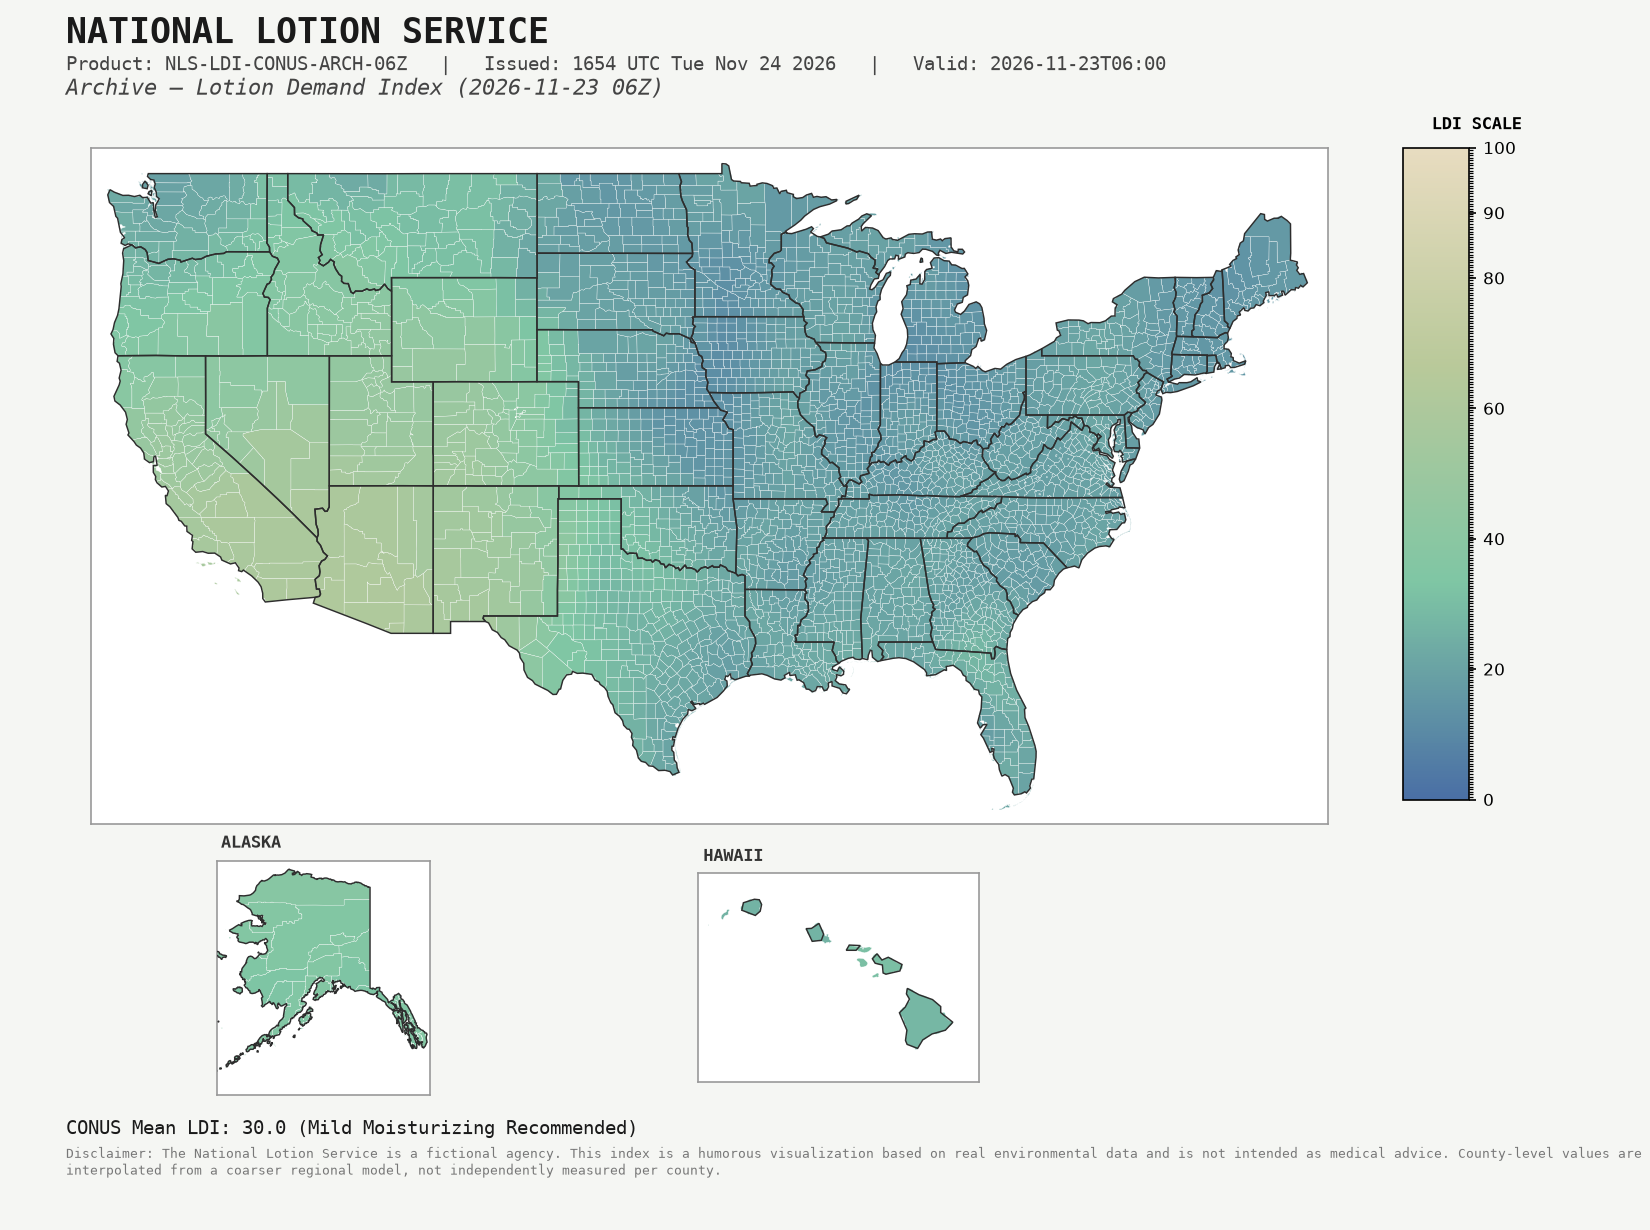 NATIONAL LOTION SERVICE
Product: NLS-LDI-CONUS-ARCH-06Z   |   Issued: 1654 UTC Tue Nov 24 2026   |   Valid: 2026-11-23T06:00
Archive — Lotion Demand Index (2026-11-23 06Z)
LDI SCALE
100
90
80
60
40
20
0
ALASKA
HAWAII
CONUS Mean LDI: 30.0 (Mild Moisturizing Recommended)
Disclaimer: The National Lotion Service is a fictional agency. This index is a humorous visualization based on real environmental data and is not intended as medical advice. County-level values are
interpolated from a coarser regional model, not independently measured per county.